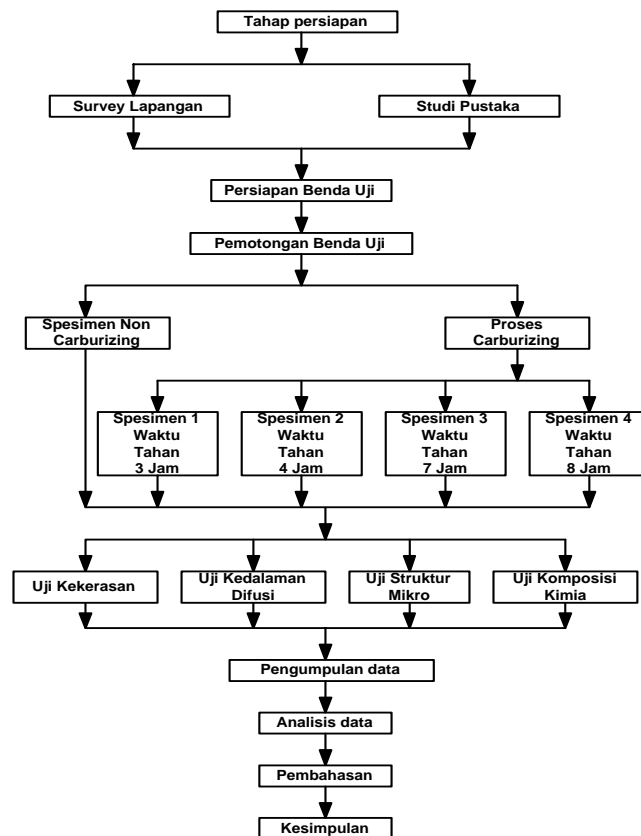 Tahap persiapan
Survey Lapangan
Studi Pustaka
Persiapan Benda Uji
Pemotongan Benda Uji
Spesimen Non
Carburizing
Proses
Carburizing
Spesimen 1
Waktu
Tahan
3 Jam
Spesimen 2
Waktu
Tahan
4 Jam
Spesimen 3
Waktu
Tahan
7 Jam
Spesimen 4
Waktu
Tahan
8 Jam
Uji Kekerasan
Uji Kedalaman
Difusi
Uji Struktur
Mikro
Uji Komposisi
Kimia
Pengumpulan data
Analisis data
Pembahasan
Kesimpulan